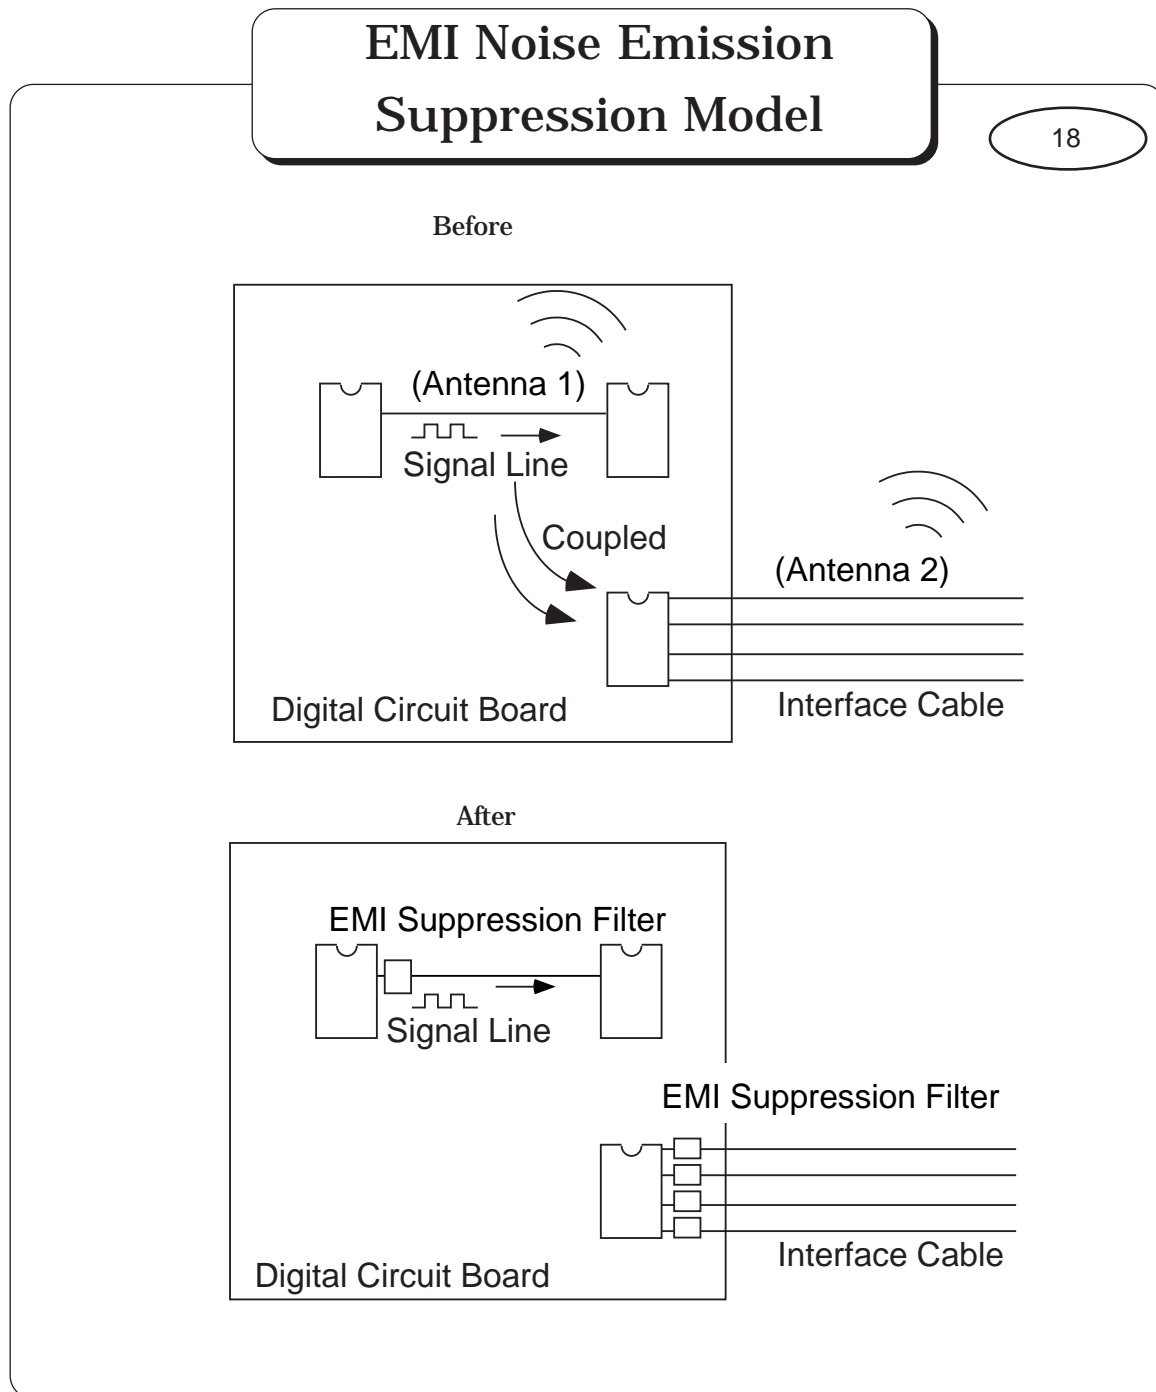 EMI Noise Emission
Suppression Model
18
Before
(Antenna 1)
Signal Line
Coupled
(Antenna 2)
Digital Circuit Board
Interface Cable
After
EMI Suppression Filter
Signal Line
EMI Suppression Filter
Interface Cable
Digital Circuit Board